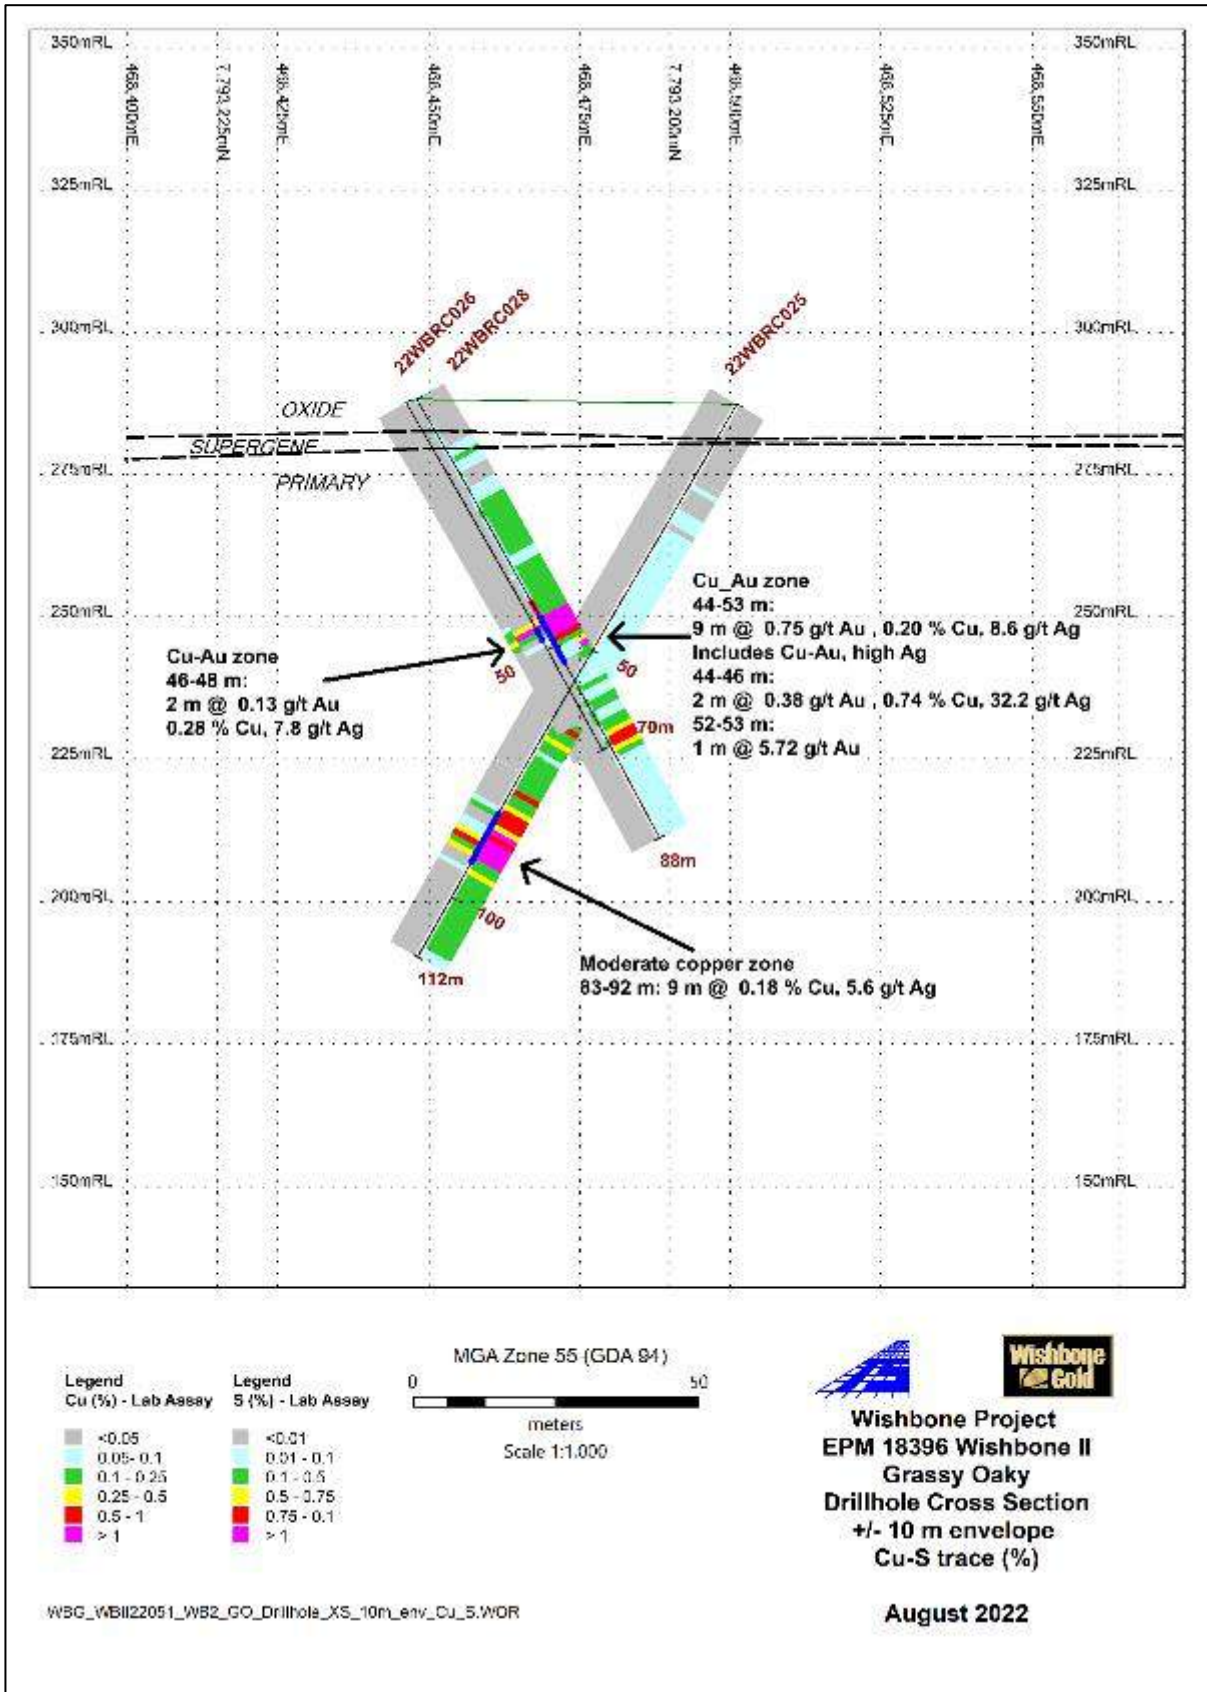 350mRL
350mRL
468,400mE
7,793,225mN
468,425mE
468,450mE
468,475mE
7,793,200mN
468,500mE
468,525mE
468,550mE
325mRL
325mRL
22WBRC026
22WBRC028
22WBRC025
300mRL
300mRL
OXIDE
SUPERGENE
PRIMARY
275mRL
275mRL
250mRL
250mRL
Cu_Au zone
44-53 m:
9 m @ 0.75 g/t Au , 0.20 % Cu, 8.6 g/t Ag
Includes Cu-Au, high Ag
44-46 m:
2 m @ 0.38 g/t Au , 0.74 % Cu, 32.2 g/t Ag
52-53 m:
1 m @ 5.72 g/t Au
Cu-Au zone
46-48 m:
2 m @ 0.13 g/t Au
0.28 % Cu, 7.8 g/t Ag
50
50
70m
225mRL
225mRL
88m
200mRL
200mRL
100
112m
Moderate copper zone
83-92 m: 9 m @ 0.18 % Cu, 5.6 g/t Ag
175mRL
175mRL
150mRL
150mRL
Legend
Cu (%) - Lab Assay
<0.05
0.05 - 0.1
0.1 - 0.25
0.25 - 0.5
0.5 - 1
> 1
Legend
S (%) - Lab Assay
<0.01
0.01 - 0.1
0.1 - 0.5
0.5 - 0.75
0.75 - 0.1
> 1
MGA Zone 55 (GDA 94)
0 50
meters
Scale 1:1,000
Wishbone
Gold
Wishbone Project
EPM 18396 Wishbone II
Grassy Oaky
Drillhole Cross Section
+/- 10 m envelope
Cu-S trace (%)
August 2022
WBG_WBII22051_WB2_GO_Drillhole_XS_10m_env_Cu_S.WOR